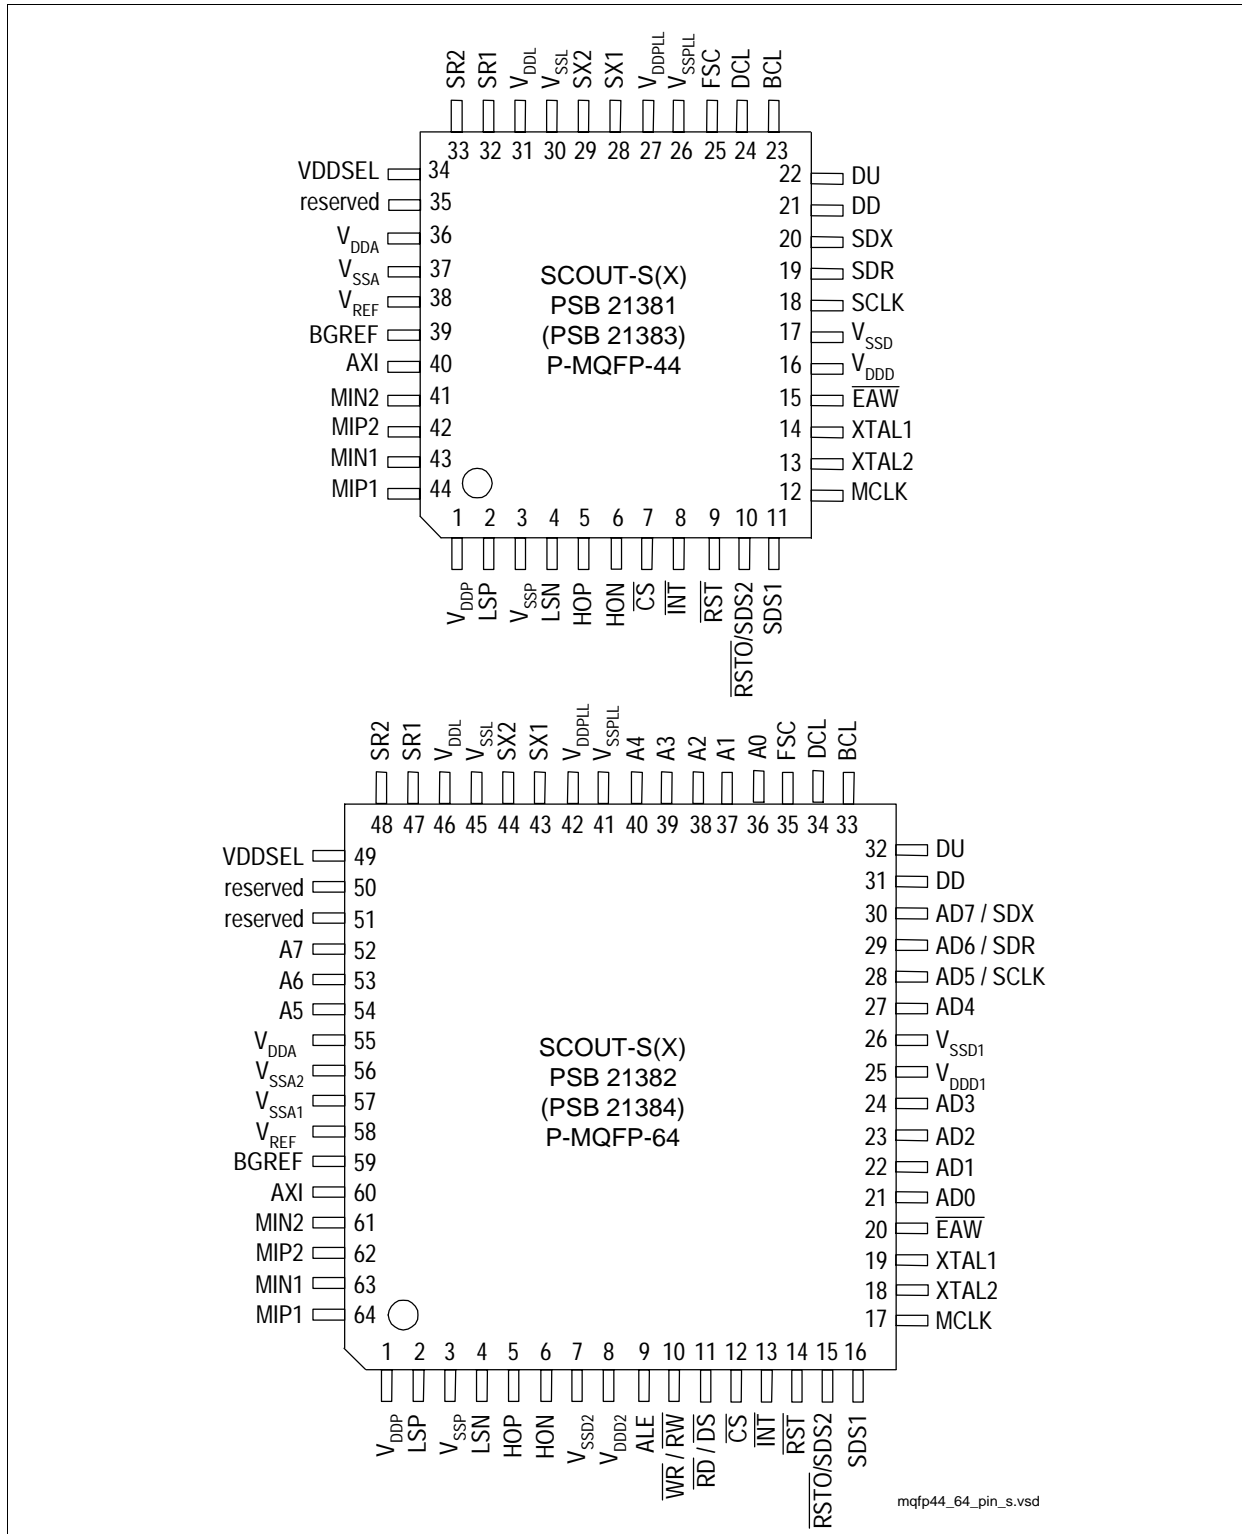 SR2
SR1
VDDL
VSSL
SX2
SX1
VDDPLL
VSSPLL
FSC
DCL
BCL
33 32 31 30 29 28 27 26 25 24 23
VDDSEL 34
reserved 35
VDDA 36
VSSA 37
VREF 38
BGREF 39
AXI 40
MIN2 41
MIP2 42
MIN1 43
MIP1 44
SCOUT-S(X)
PSB 21381
(PSB 21383)
P-MQFP-44
22 DU
21 DD
20 SDX
19 SDR
18 SCLK
17 VSSD
16 VDDD
15 EAW
14 XTAL1
13 XTAL2
12 MCLK
1 2 3 4 5 6 7 8 9 10 11
VDDP
LSP
VSSP
LSN
HOP
HON
CS
INT
RST
RSTO/SDS2
SDS1
SR2
SR1
VDDL
VSSL
SX2
SX1
VDDPLL
VSSPLL
A4
A3
A2
A1
A0
FSC
DCL
BCL
48 47 46 45 44 43 42 41 40 39 38 37 36 35 34 33
VDDSEL 49
reserved 50
reserved 51
A7 52
A6 53
A5 54
VDDA 55
VSSA2 56
VSSA1 57
VREF 58
BGREF 59
AXI 60
MIN2 61
MIP2 62
MIN1 63
MIP1 64
SCOUT-S(X)
PSB 21382
(PSB 21384)
P-MQFP-64
32 DU
31 DD
30 AD7 / SDX
29 AD6 / SDR
28 AD5 / SCLK
27 AD4
26 VSSD1
25 VDDD1
24 AD3
23 AD2
22 AD1
21 AD0
20 EAW
19 XTAL1
18 XTAL2
17 MCLK
1 2 3 4 5 6 7 8 9 10 11 12 13 14 15 16
VDDP
LSP
VSSP
LSN
HOP
HON
VSSD2
VDDD2
ALE
WR / RW
RD / DS
CS
INT
RST
RSTO/SDS2
SDS1
mqfp44_64_pin_s.vsd